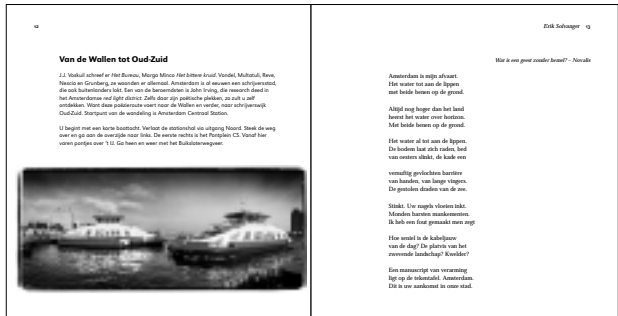 12
Van de Wallen tot Oud-Zuid
J.J. Voskuil schreef er Het Bureau, Marga Minco Het bittere kruid. Vondel, Multatuli, Reve,
Nescio en Grunberg, ze woonden er allemaal. Amsterdam is al eeuwen een schrijversstad,
die ook buitenlanders lokt. Een van de beroemdsten is John Irving, die research deed in
het Amsterdamse red light district. Zelfs daar zijn poëtische plekken, zo zult u zelf
ontdekken. Want deze poëzieroute voert naar de Wallen en verder, naar schrijverswijk
Oud-Zuid. Startpunt van de wandeling is Amsterdam Centraal Station.
U begint met een korte boottocht. Verlaat de stationshal via uitgang Noord. Steek de weg
over en ga aan de overzijde naar links. De eerste rechts is het Pontplein CS. Vanaf hier
varen pontjes over 't IJ. Ga heen en weer met het Buiksloterwegveer.
Erik Solvanger 13
Wat is een geest zonder hemel? – Novalis
Amsterdam is mijn afvaart.
Het water tot aan de lippen
met beide benen op de grond.
Altijd nog hoger dan het land
heerst het water over horizon.
Met beide benen op de grond.
Het water al tot aan de lippen.
De bodem laat zich raden, bed
van oesters slinkt, de kade een
vernuftig gevlochten barrière
van handen, van lange vingers.
De gestolen draden van de zee.
Stinkt. Uw nagels vloeien inkt.
Monden barsten mankementen.
Ik heb een fout gemaakt men zegt
Hoe seniel is de kabeljauw
van de dag? De platvis van het
zwevende landschap? Kwelder?
Een manuscript van verarming
ligt op de tekentafel. Amsterdam.
Dit is uw aankomst in onze stad.